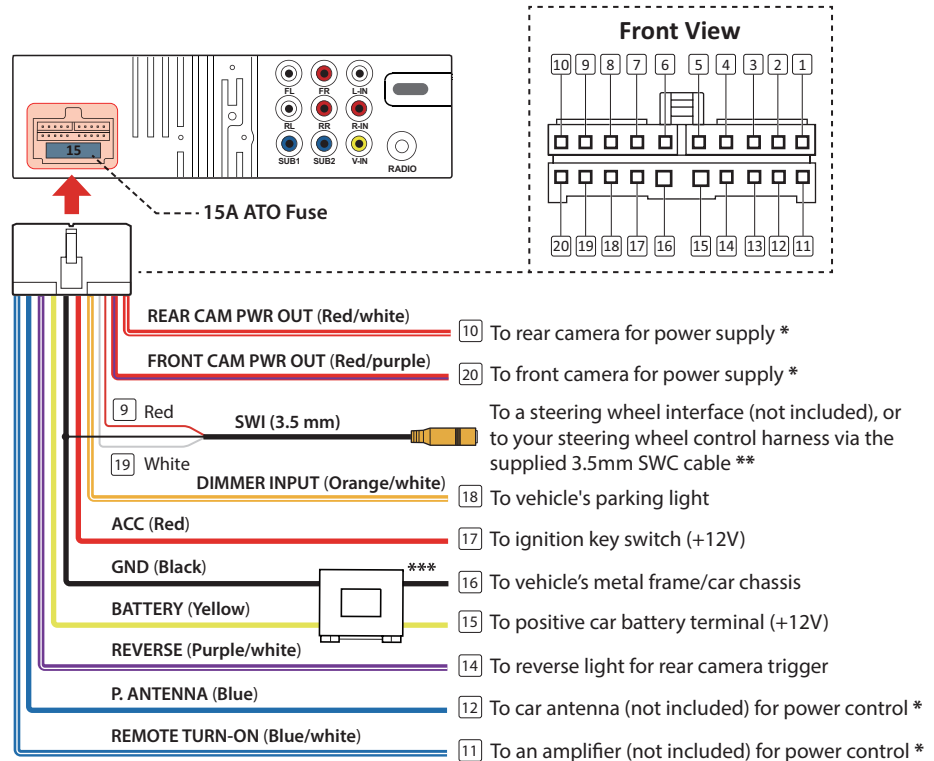 Front View
10 9 8 7 6 5 4 3 2 1
20 19 18 17 16 15 14 13 12 11
FL FR L-IN
RL RR R-IN
SUB1 SUB2 V-IN
RADIO
15
15A ATO Fuse
REAR CAM PWR OUT (Red/white)
10 To rear camera for power supply *
FRONT CAM PWR OUT (Red/purple)
20 To front camera for power supply *
9 Red
SWI (3.5 mm)
19 White
To a steering wheel interface (not included), or
to your steering wheel control harness via the
supplied 3.5mm SWC cable **
DIMMER INPUT (Orange/white)
18 To vehicle's parking light
ACC (Red)
17 To ignition key switch (+12V)
GND (Black)
***
16 To vehicle’s metal frame/car chassis
BATTERY (Yellow)
15 To positive car battery terminal (+12V)
REVERSE (Purple/white)
14 To reverse light for rear camera trigger
P. ANTENNA (Blue)
12 To car antenna (not included) for power control *
REMOTE TURN-ON (Blue/white)
11 To an amplifier (not included) for power control *